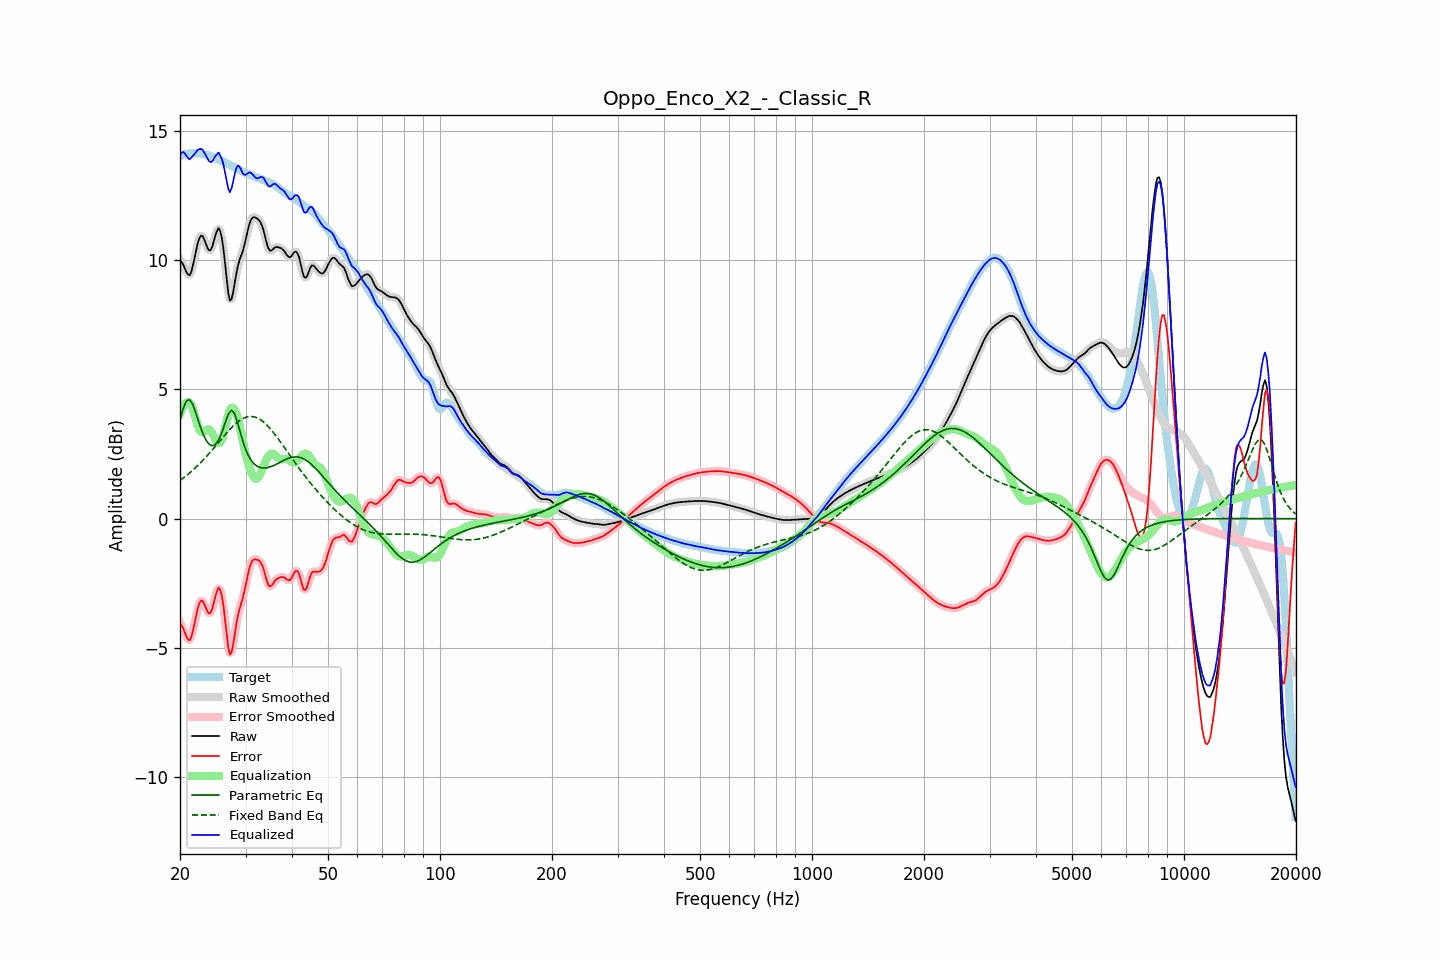 Oppo_Enco_X2_-_Classic_R
15
10
5
0
−5
−10
Amplitude (dBr)
Target
Raw Smoothed
Error Smoothed
Raw
Error
Equalization
Parametric Eq
Fixed Band Eq
Equalized
20 50 100 200 500 1000 2000 5000 10000 20000
Frequency (Hz)